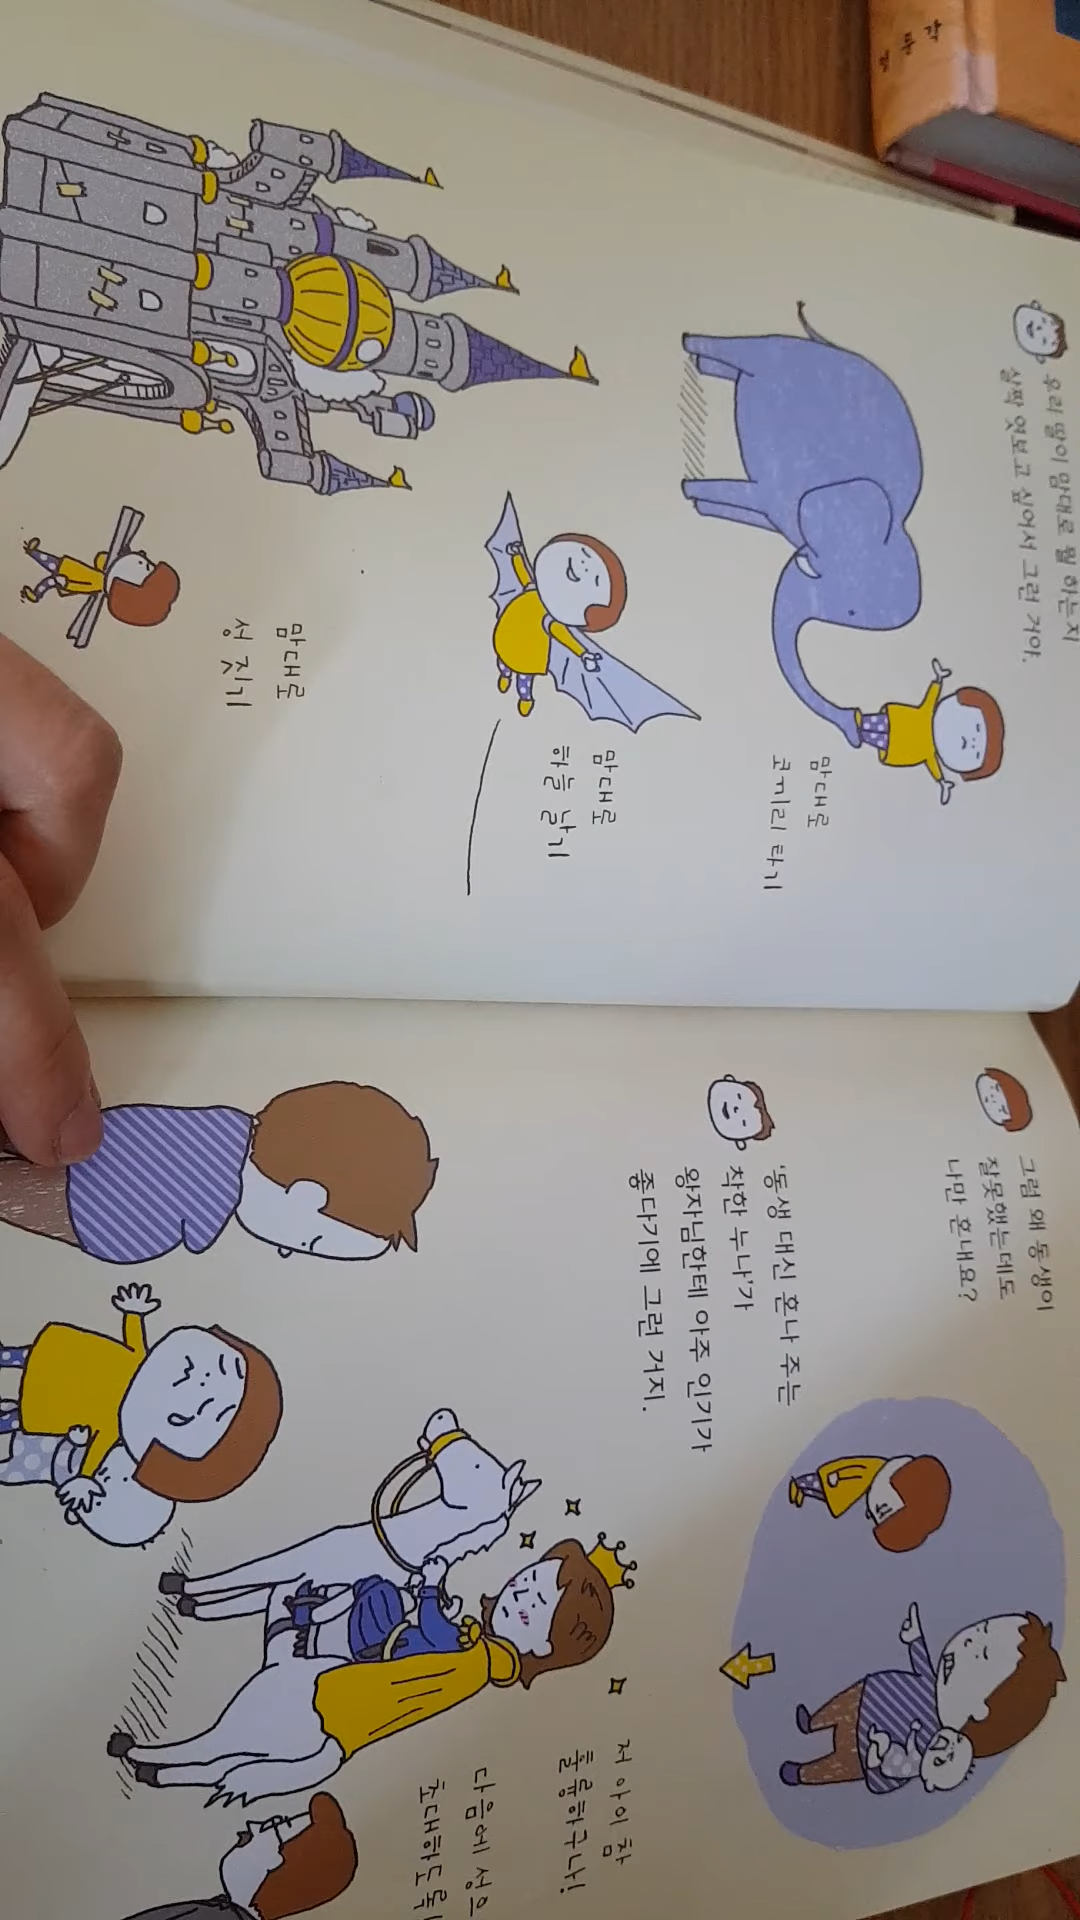 우리 딸이 맘대로 뭘 하는지
살짝 엿보고 싶어서 그런 거야.
맘대로
코끼리 타기
맘대로
하늘 날기
맘대로
성 짓기
그럼 왜 동생이
잘못했는데도
나만 혼내요?
'동생 대신 혼나 주는
착한 누나'가
왕자님한테 아주 인기가
좋다기에 그런 거지.
저 아이 참
훌륭하구나!
다음에 성으
초대하도록